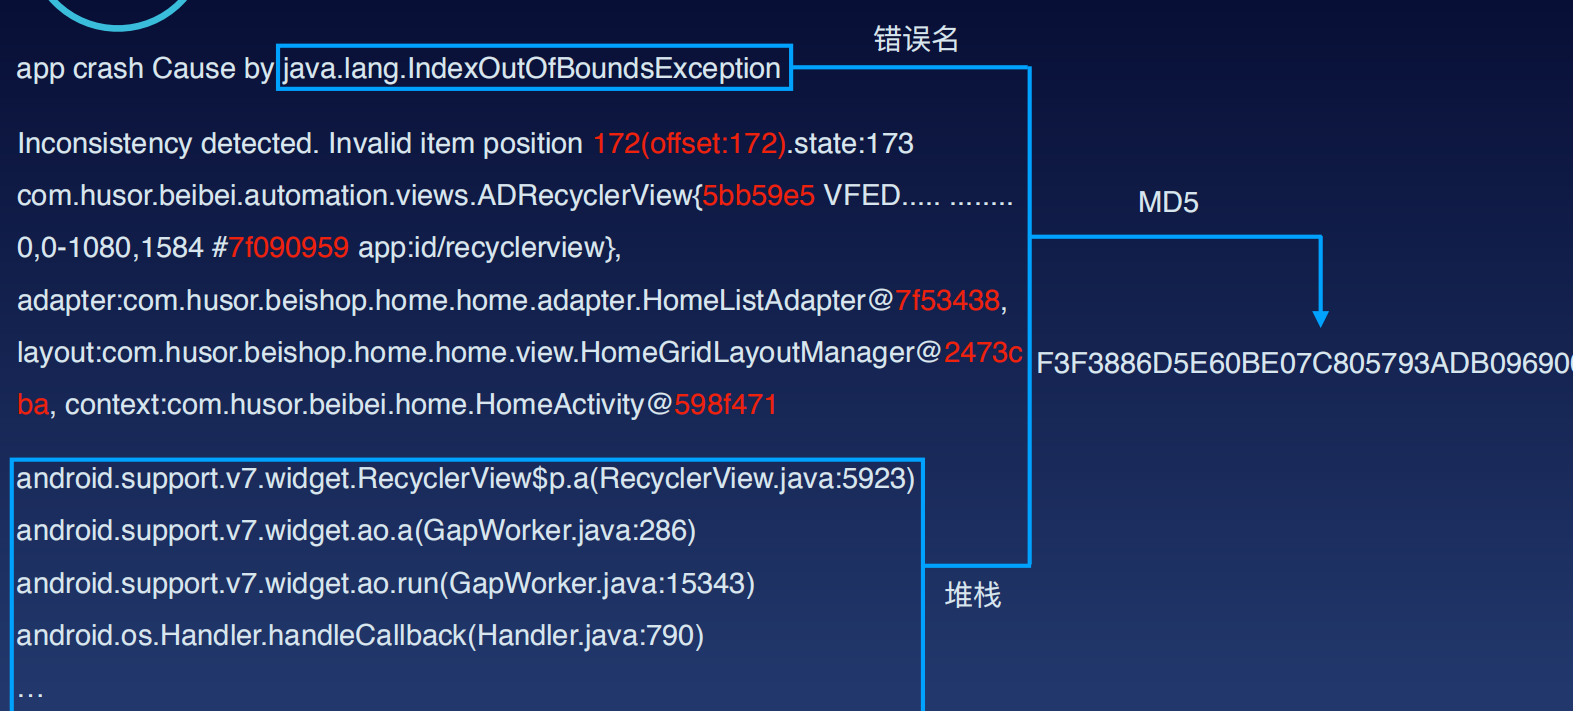 错误名
app crash Cause by java.lang.IndexOutOfBoundsException
Inconsistency detected. Invalid item position 172(offset:172).state:173
com.husor.beibei.automation.views.ADRecyclerView{5bb59e5 VFED..... ........
MD5
0,0-1080,1584 #7f090959 app:id/recyclerview},
adapter:com.husor.beishop.home.home.adapter.HomeListAdapter@7f53438,
layout:com.husor.beishop.home.home.view.HomeGridLayoutManager@2473c
F3F3886D5E60BE07C805793ADB09690
ba, context:com.husor.beibei.home.HomeActivity@598f471
android.support.v7.widget.RecyclerView$p.a(RecyclerView.java:5923)
android.support.v7.widget.ao.a(GapWorker.java:286)
android.support.v7.widget.ao.run(GapWorker.java:15343)
堆栈
android.os.Handler.handleCallback(Handler.java:790)
...